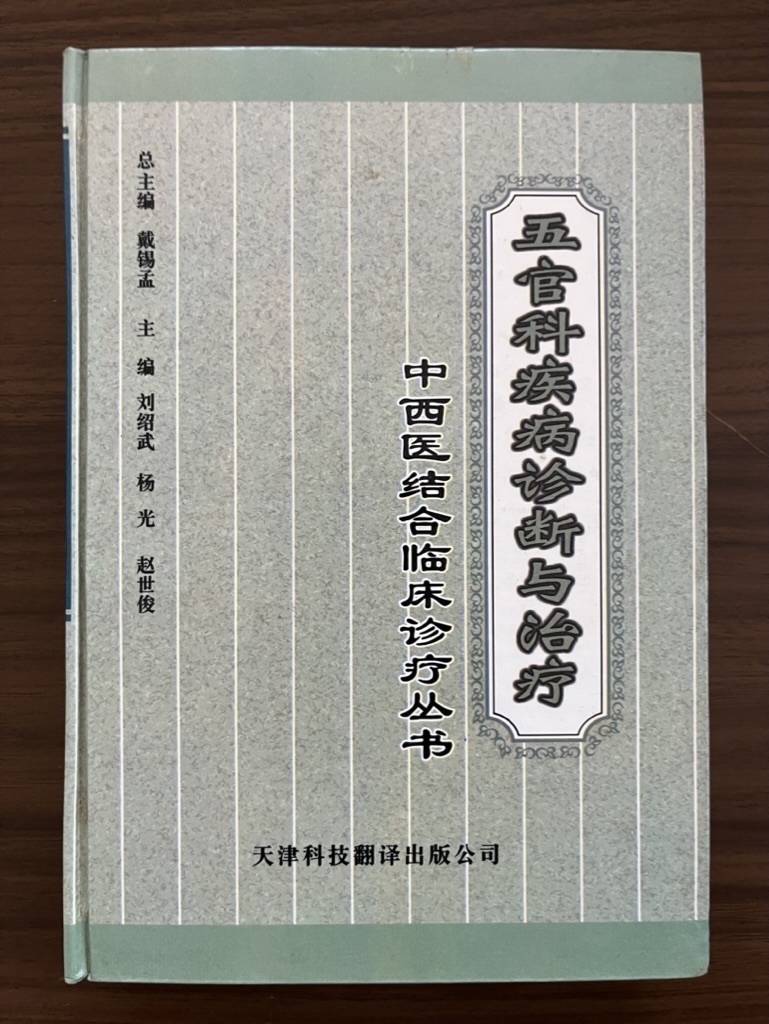 五官科疾病诊断与治疗
中西医结合临床诊疗丛书
总主编 戴锡孟 主 编 刘绍武 杨 光 赵世俊
天津科技翻译出版公司